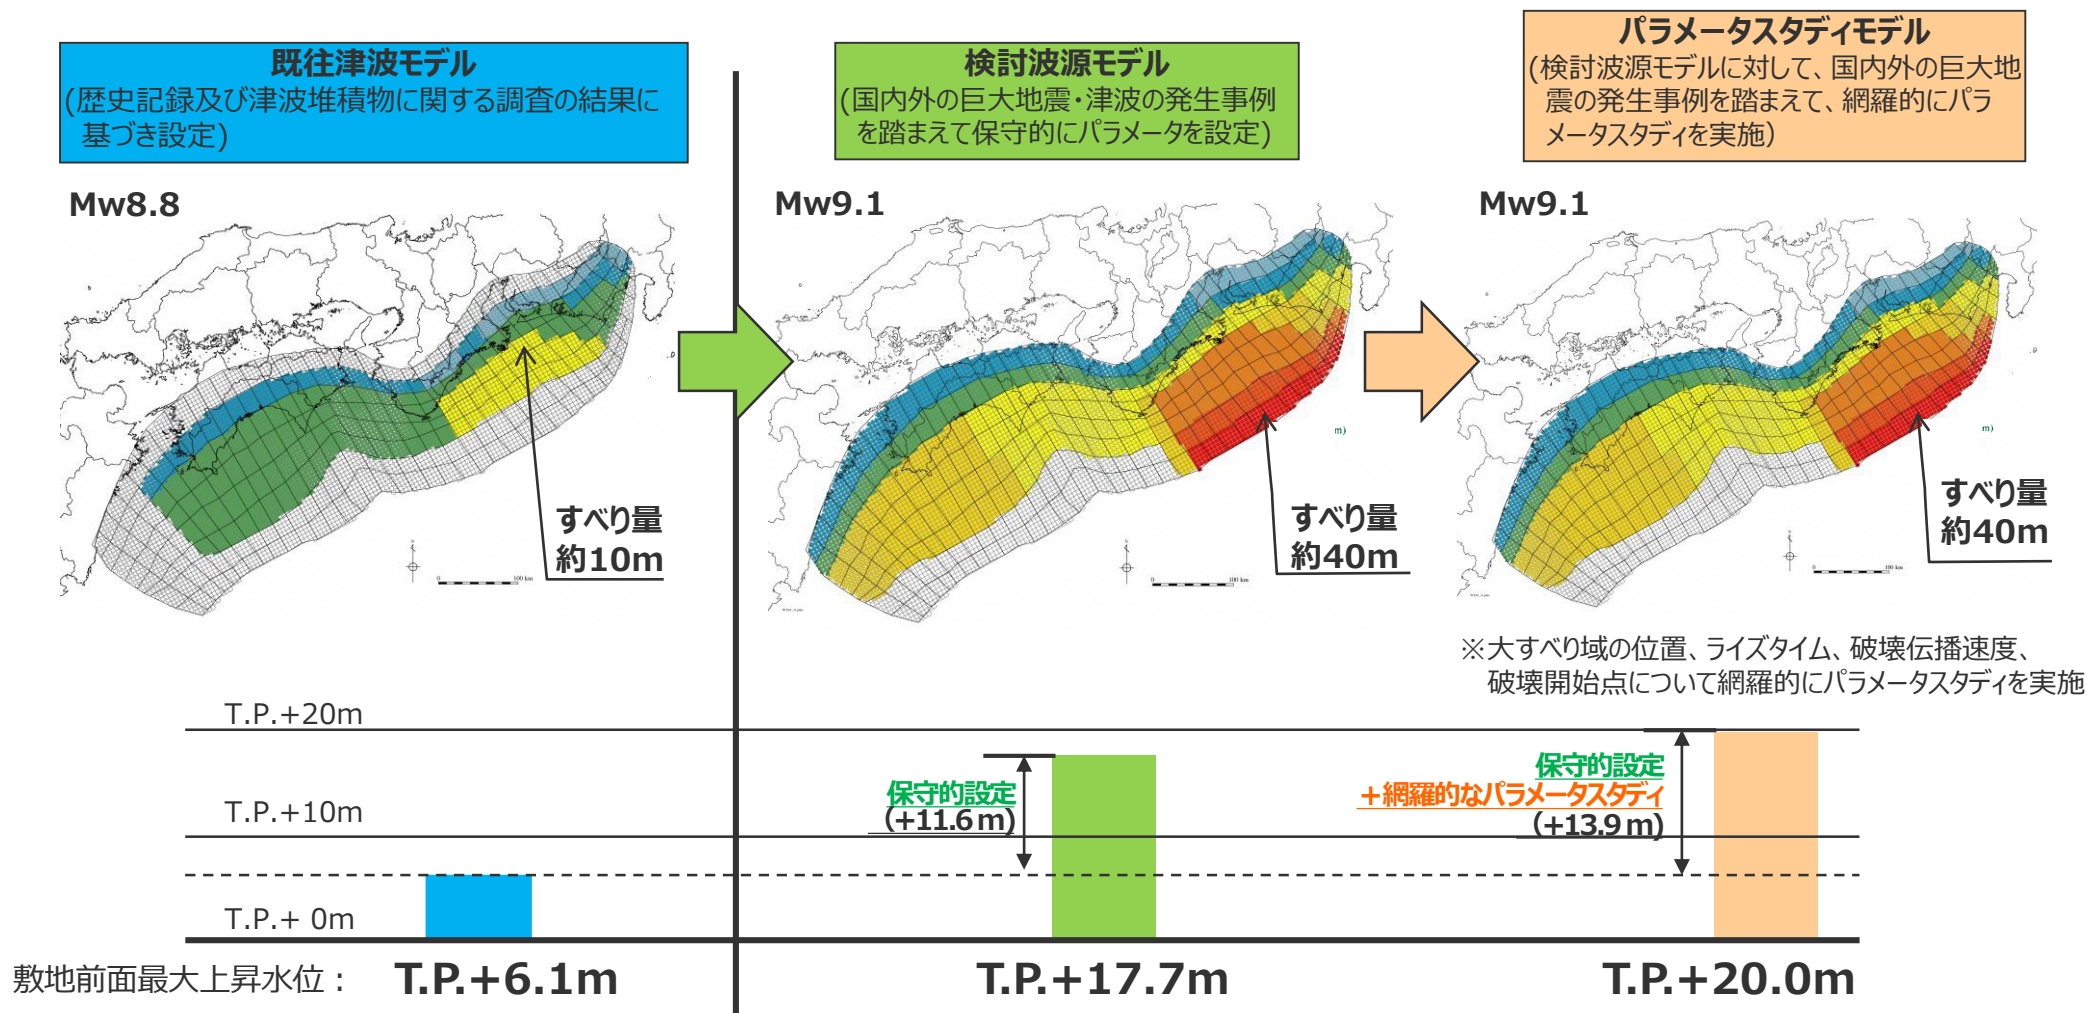 既往津波モデル
(歴史記録及び津波堆積物に関する調査の結果に
基づき設定)
検討波源モデル
(国内外の巨大地震・津波の発生事例
を踏まえて保守的にパラメータを設定)
パラメータスタディモデル
(検討波源モデルに対して、国内外の巨大地
震の発生事例を踏まえて、網羅的にパラ
メータスタディを実施)
Mw8.8
すべり量
約10m
0 100 km
Mw9.1
m)
すべり量
約40m
0 100 km
Mw9.1
m)
すべり量
約40m
0 100 km
※大すべり域の位置、ライズタイム、破壊伝播速度、
破壊開始点について網羅的にパラメータスタディを実施
T.P.+20m
T.P.+10m
T.P.+ 0m
保守的設定
(+11.6m)
保守的設定
+網羅的なパラメータスタディ
(+13.9m)
敷地前面最大上昇水位:
T.P.+6.1m
T.P.+17.7m
T.P.+20.0m